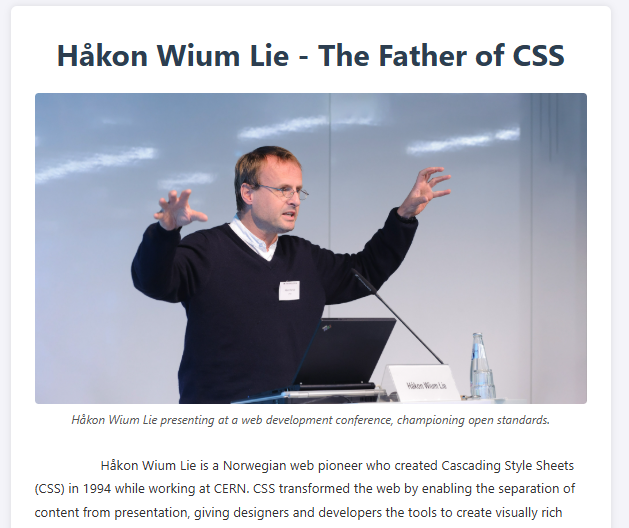 Håkon Wium Lie - The Father of CSS
Håkon Wium Lie
Håkon Wium Lie presenting at a web development conference, championing open standards.
Håkon Wium Lie is a Norwegian web pioneer who created Cascading Style Sheets
(CSS) in 1994 while working at CERN. CSS transformed the web by enabling the separation of
content from presentation, giving designers and developers the tools to create visually rich